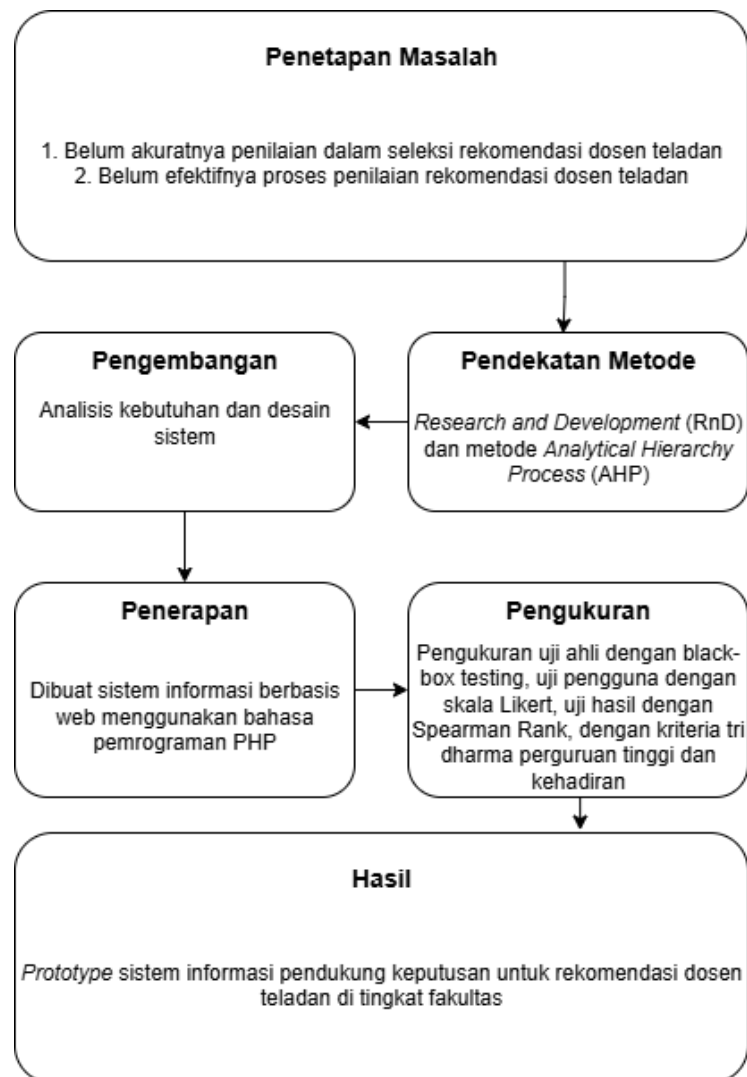 Penetapan Masalah
1. Belum akuratnya penilaian dalam seleksi rekomendasi dosen teladan
2. Belum efektifnya proses penilaian rekomendasi dosen teladan
Pendekatan Metode
Research and Development (RnD)
dan metode Analytical Hierarchy
Process (AHP)
Pengembangan
Analisis kebutuhan dan desain
sistem
Penerapan
Dibuat sistem informasi berbasis
web menggunakan bahasa
pemrograman PHP
Pengukuran
Pengukuran uji ahli dengan black-
box testing, uji pengguna dengan
skala Likert, uji hasil dengan
Spearman Rank, dengan kriteria tri
dharma perguruan tinggi dan
kehadiran
Hasil
Prototype sistem informasi pendukung keputusan untuk rekomendasi dosen
teladan di tingkat fakultas